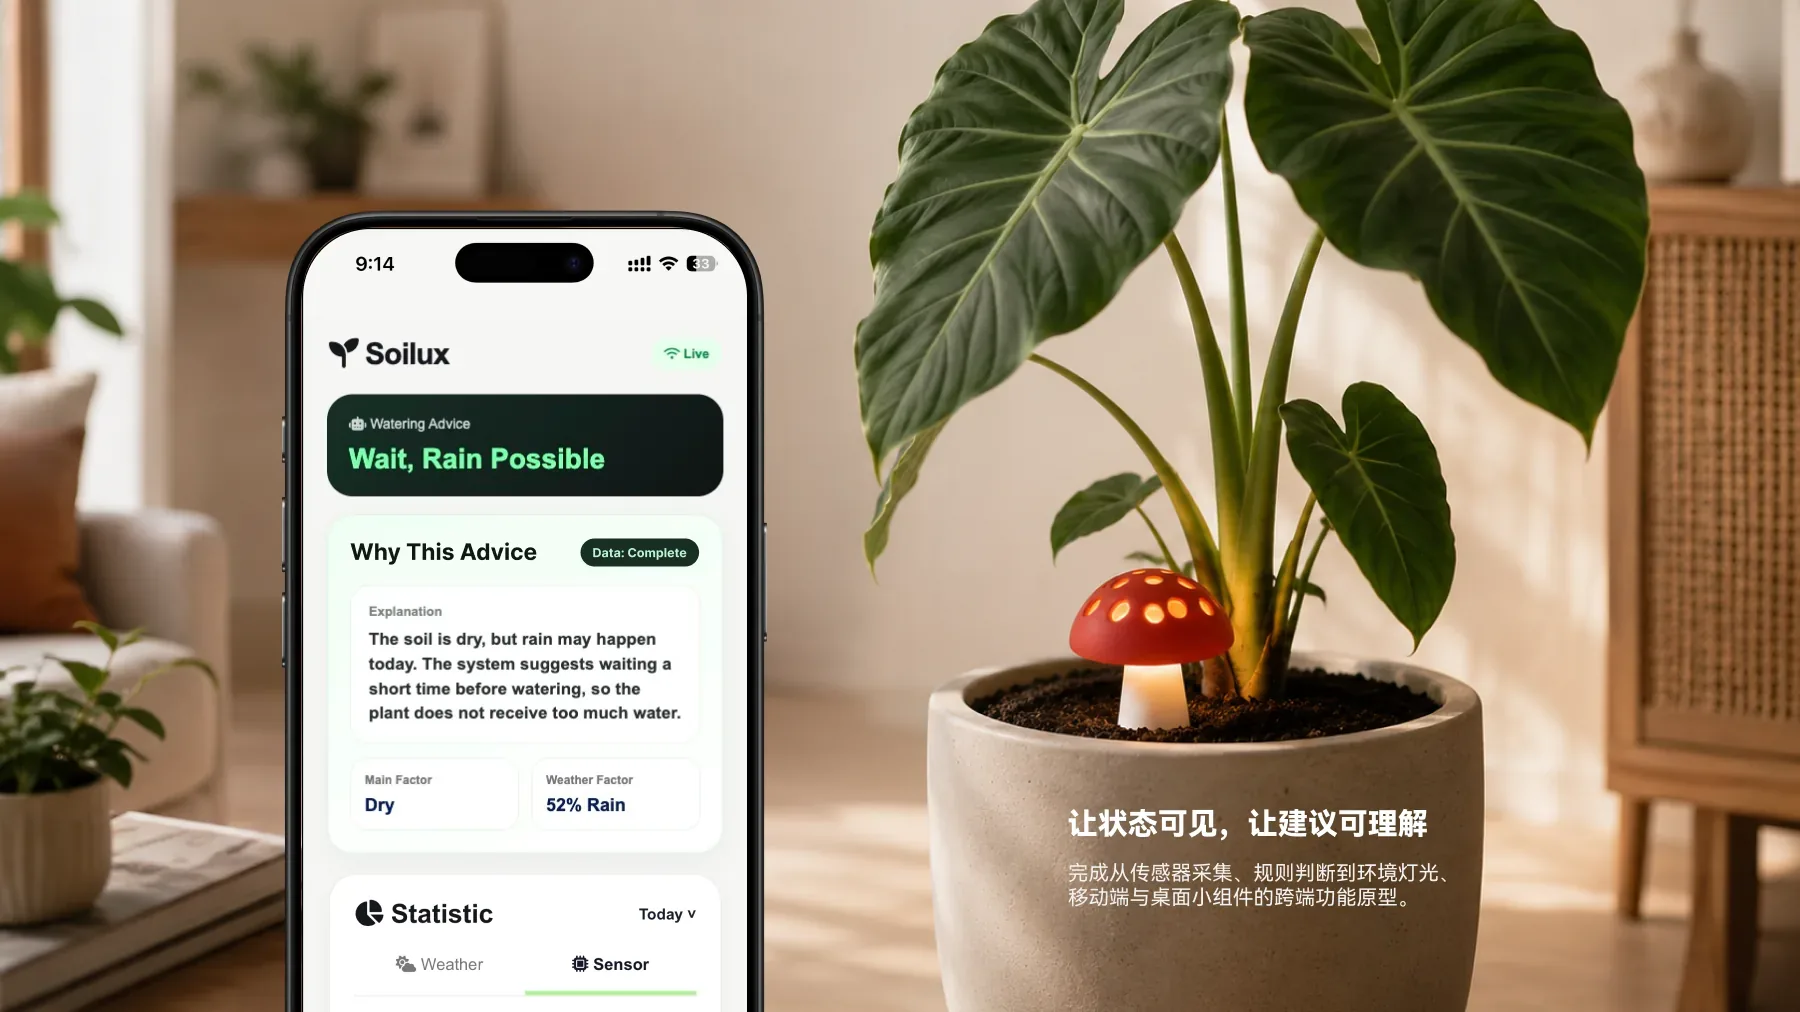 9:14
33
Soilux
Live
Watering Advice
Wait, Rain Possible
Why This Advice
Data: Complete
Explanation
The soil is dry, but rain may happen
today. The system suggests waiting a
short time before watering, so the
plant does not receive too much water.
Main Factor
Dry
Weather Factor
52% Rain
Statistic
Today v
Weather
Sensor
让状态可见，让建议可理解
完成从传感器采集、规则判断到环境灯光、
移动端与桌面小组件的跨端功能原型。